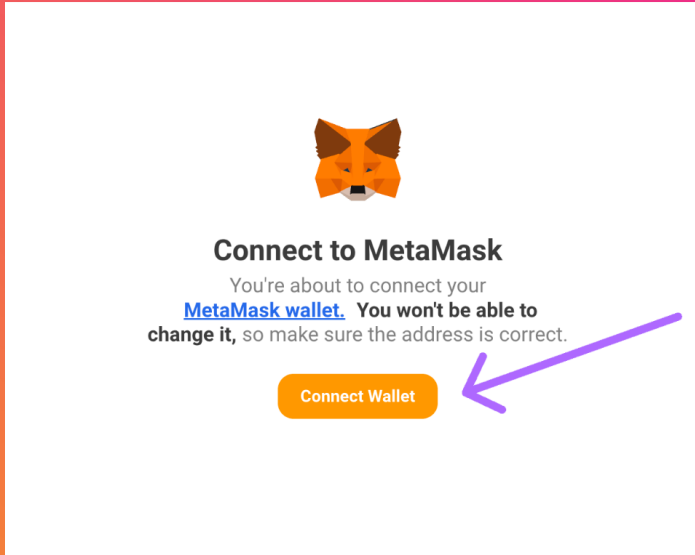 Connect to MetaMask
You're about to connect your
MetaMask wallet. You won't be able to
change it, so make sure the address is correct.
Connect Wallet